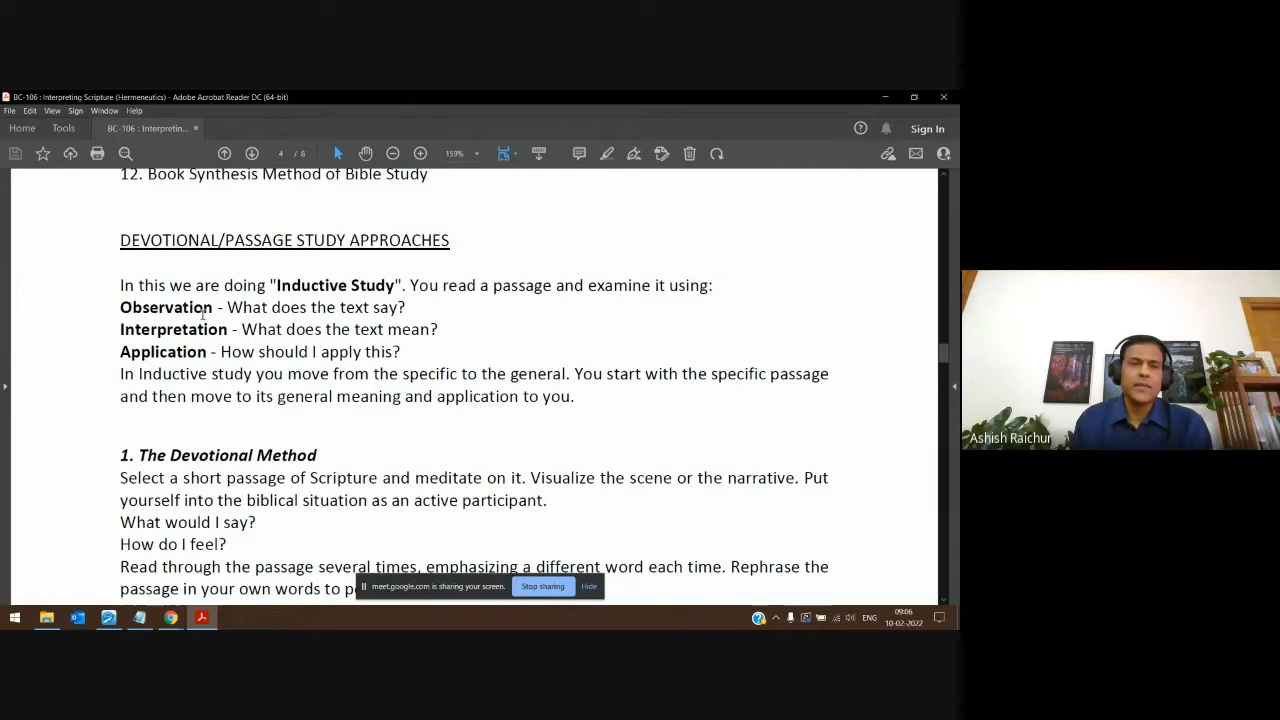 BC-106 : Interpreting Scripture (Hermeneutics) - Adobe Acrobat Reader DC (64-bit)
File Edit View Sign Window Help
Home Tools BC-106 : Interpretin... × Sign In
4 / 8 159%
12. Book Synthesis Method of Bible Study
DEVOTIONAL/PASSAGE STUDY APPROACHES
In this we are doing "Inductive Study". You read a passage and examine it using:
Observation - What does the text say?
Interpretation - What does the text mean?
Application - How should I apply this?
In Inductive study you move from the specific to the general. You start with the specific passage
and then move to its general meaning and application to you.
1. The Devotional Method
Select a short passage of Scripture and meditate on it. Visualize the scene or the narrative. Put
yourself into the biblical situation as an active participant.
What would I say?
How do I feel?
Read through the passage several times, emphasizing a different word each time. Rephrase the
passage in your own words to
meet.google.com is sharing your screen. Stop sharing Hide
ENG
09:06
10-02-2022
Ashish Raichur